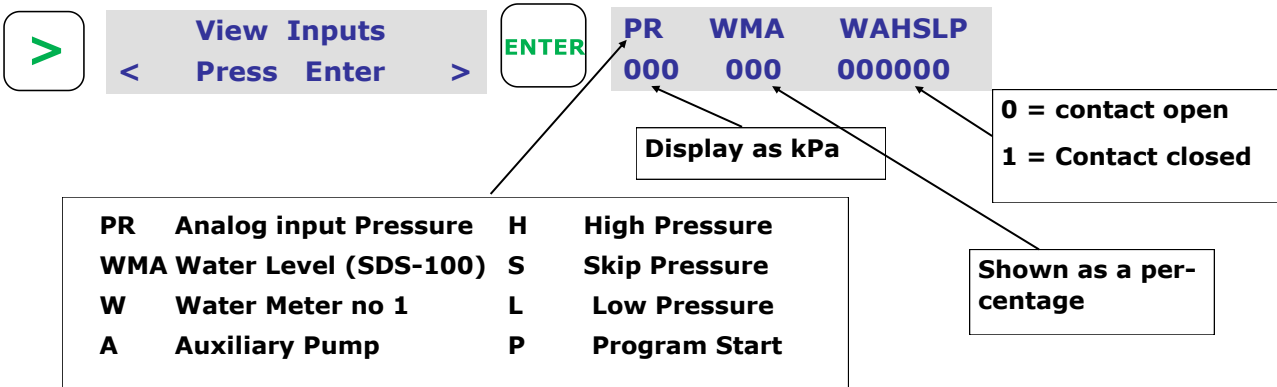 >
View Inputs
< Press Enter >
ENTER
PR WMA WAHSLP
000 000 000000
0 = contact open
1 = Contact closed
Display as kPa
PR Analog input Pressure H High Pressure
WMA Water Level (SDS-100) S Skip Pressure
W Water Meter no 1 L Low Pressure
A Auxiliary Pump P Program Start
Shown as a per-
centage